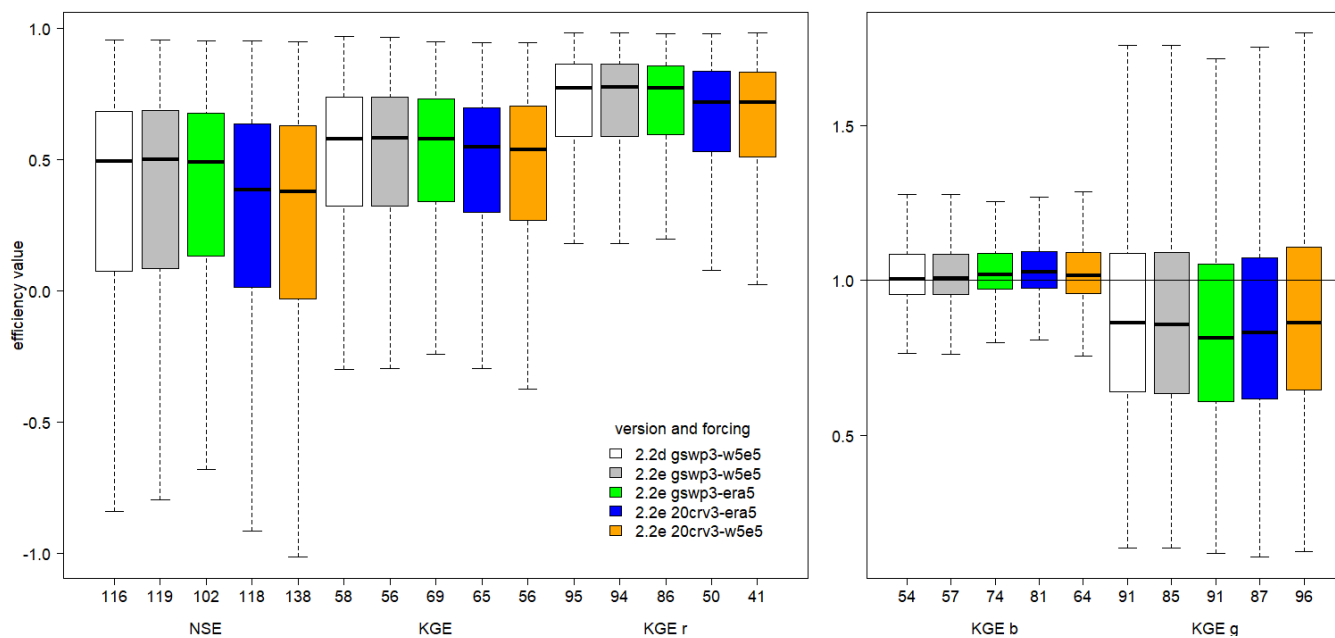 1.0
0.5
0.0
-0.5
-1.0
efficiency value
version and forcing
2.2d gswp3-w5e5
2.2e gswp3-w5e5
2.2e gswp3-era5
2.2e 20crv3-era5
2.2e 20crv3-w5e5
116 119 102 118 138 58 56 69 65 56 95 94 86 50 41
NSE KGE KGE r
1.5
1.0
0.5
54 57 74 81 64 91 85 91 87 96
KGE b KGE g